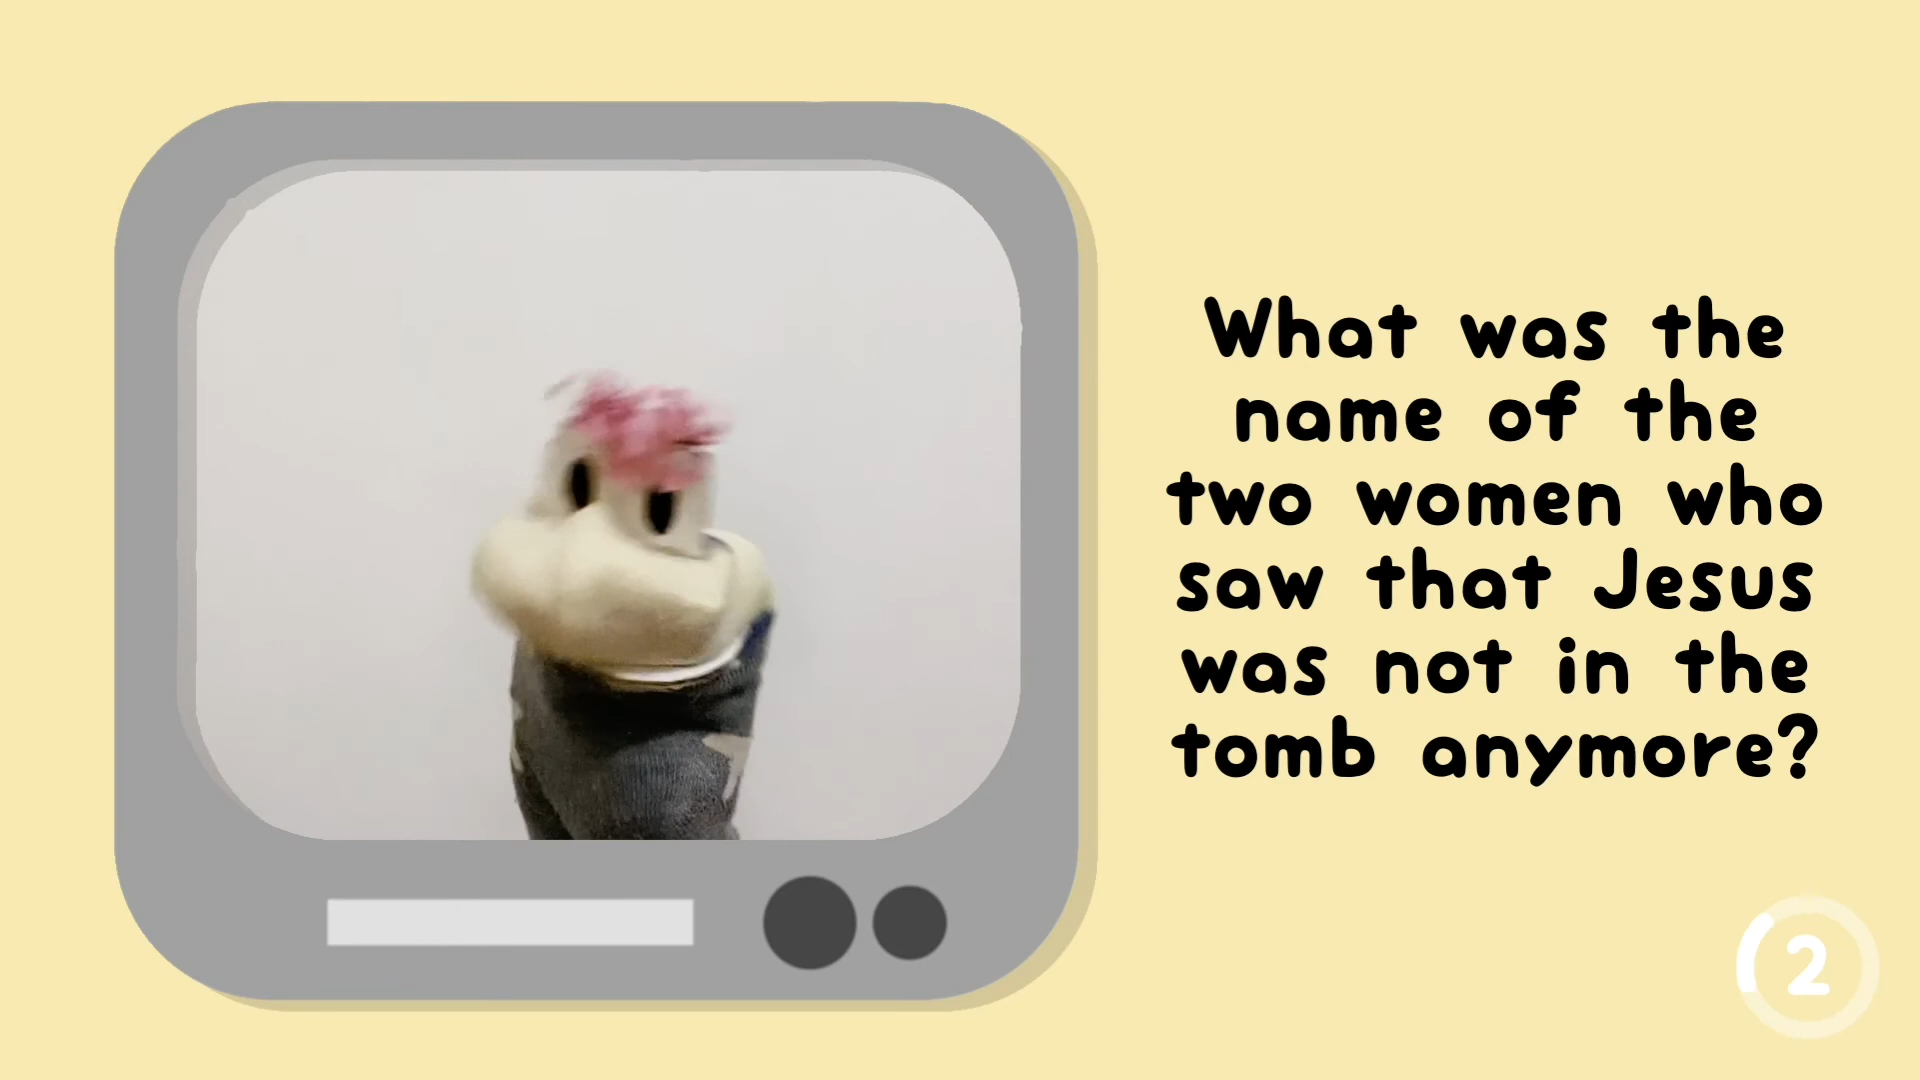 What was the
name of the
two women who
saw that Jesus
was not in the
tomb anymore?
2